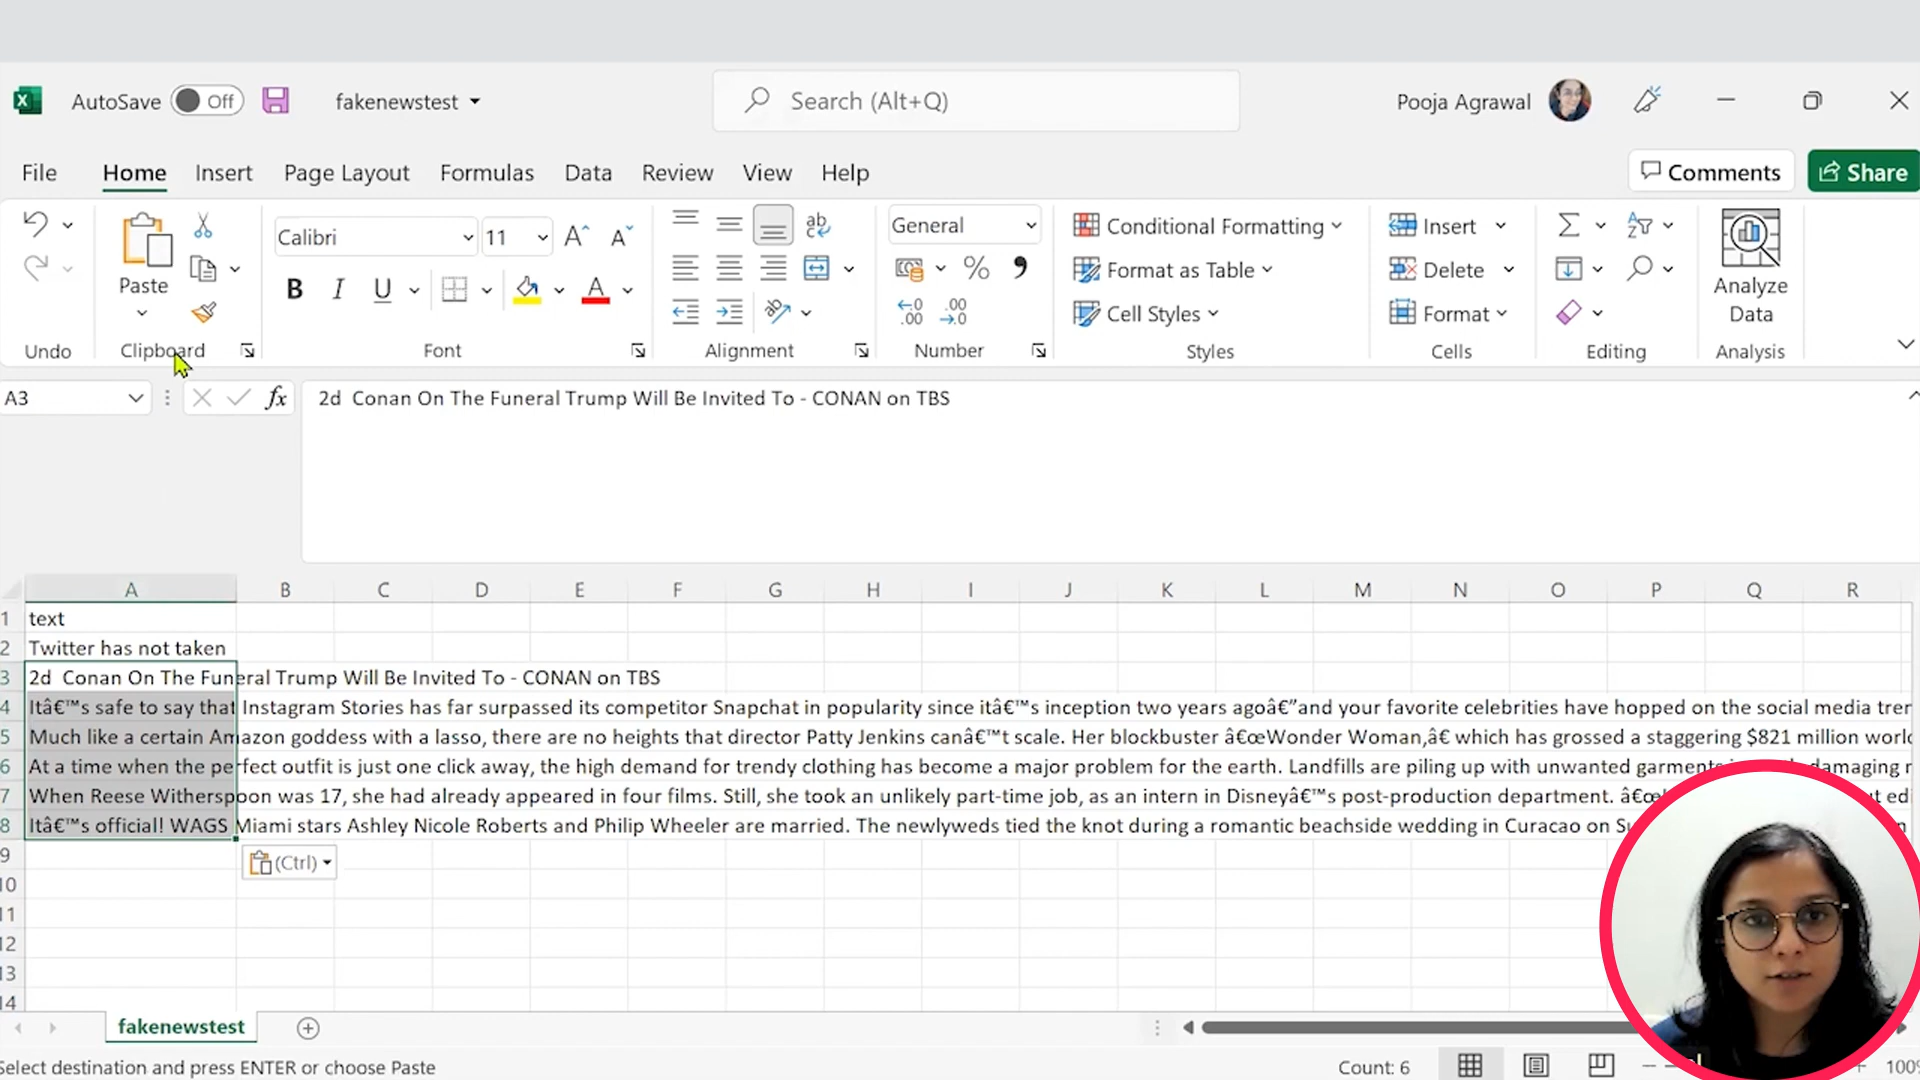 AutoSave Off fakenewstest Search (Alt+Q) Pooja Agrawal
File Home Insert Page Layout Formulas Data Review View Help Comments Share
Calibri 11 General Conditional Formatting Insert
Paste Format as Table Delete Analyze Data
B I U Cell Styles Format
Undo Clipboard Font Alignment Number Styles Cells Editing Analysis
A3 fx 2d Conan On The Funeral Trump Will Be Invited To - CONAN on TBS
A B C D E F G H I J K L M N O P Q R
1 text
2 Twitter has not taken
3 2d Conan On The Funeral Trump Will Be Invited To - CONAN on TBS
4 Itâ€™s safe to say that Instagram Stories has far surpassed its competitor Snapchat in popularity since itâ€™s inception two years agoâ€”and your favorite celebrities have hopped on the social media
5 Much like a certain Amazon goddess with a lasso, there are no heights that director Patty Jenkins canâ€™t scale. Her blockbuster â€œWonder Woman,â€ which has grossed a staggering $821 million
6 At a time when the perfect outfit is just one click away, the high demand for trendy clothing has become a major problem for the earth. Landfills are piling up with unwanted garments damaging
7 When Reese Witherspoon was 17, she had already appeared in four films. Still, she took an unlikely part-time job, as an intern in Disneyâ€™s post-production department.
8 Itâ€™s official! WAGS Miami stars Ashley Nicole Roberts and Philip Wheeler are married. The newlyweds tied the knot during a romantic beachside wedding in Curacao on
9 (Ctrl)
10
11
12
13
14
fakenewstest
Select destination and press ENTER or choose Paste Count: 6 100%